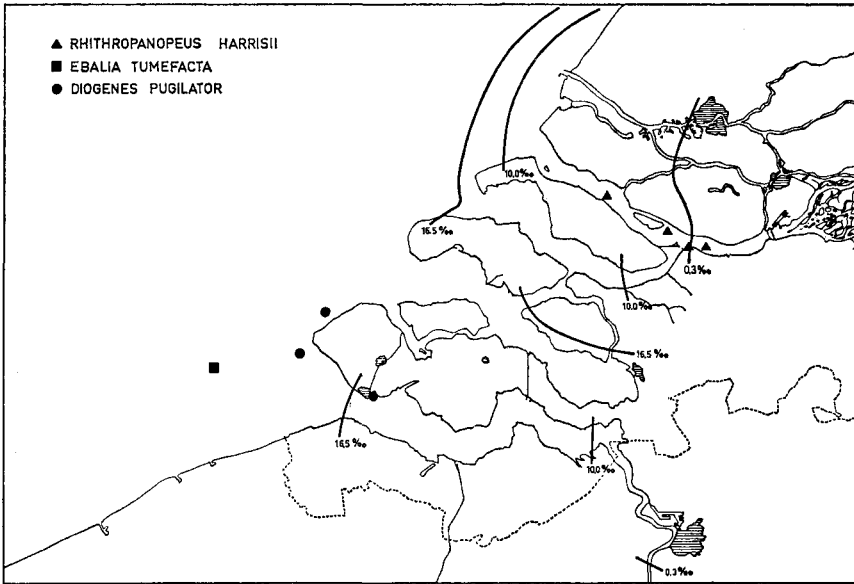 ▲ RHITHROPANOPEUS HARRISII
■ EBALIA TUMEFACTA
● DIOGENES PUGILATOR
10,0‰
16,5‰
0,3‰
10,0‰
16,5‰
16,5‰
10,0‰
0,3‰